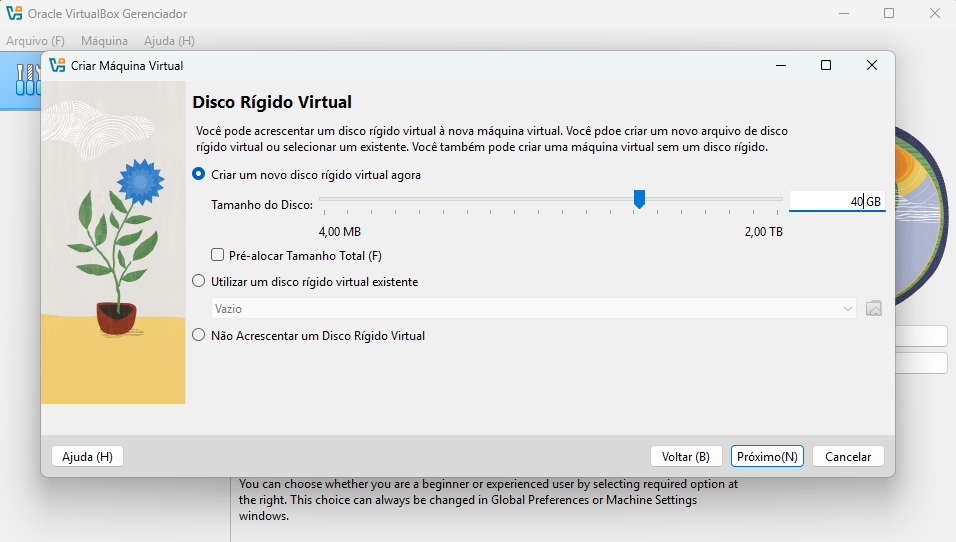 Oracle VirtualBox Gerenciador
Arquivo (F) Máquina Ajuda (H)
Criar Máquina Virtual
Disco Rígido Virtual
Você pode acrescentar um disco rígido virtual à nova máquina virtual. Você pdoe criar um novo arquivo de disco
rígido virtual ou selecionar um existente. Você também pode criar uma máquina virtual sem um disco rígido.
Criar um novo disco rígido virtual agora
Tamanho do Disco: 40 GB
4,00 MB 2,00 TB
Pré-alocar Tamanho Total (F)
Utilizar um disco rígido virtual existente
Vazio
Não Acrescentar um Disco Rígido Virtual
Ajuda (H) Voltar (B) Próximo(N) Cancelar
You can choose whether you are a beginner or experienced user by selecting required option at
the right. This choice can always be changed in Global Preferences or Machine Settings
windows.